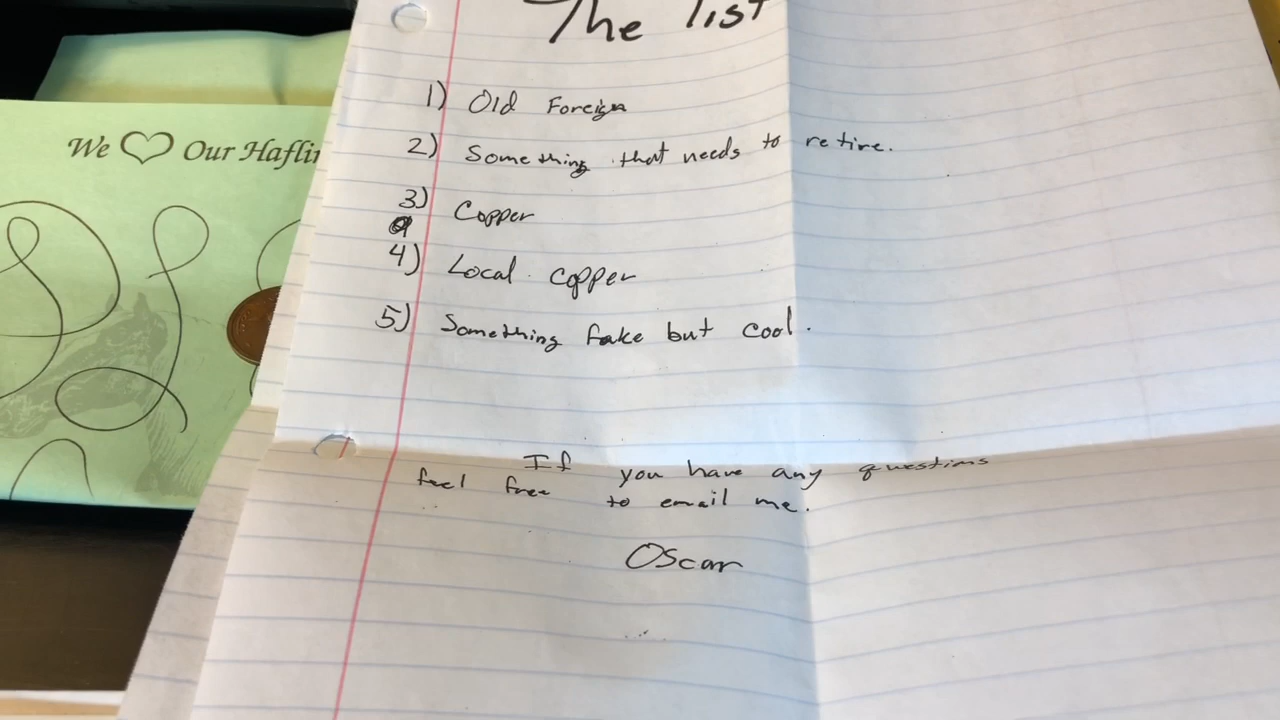 The list
1) Old Foreign
2) Something that needs to retire.
3) Copper
4) Local copper
5) Something fake but cool.
If you have any questions
feel free to email me.
Oscar
We ♡ Our Haflin